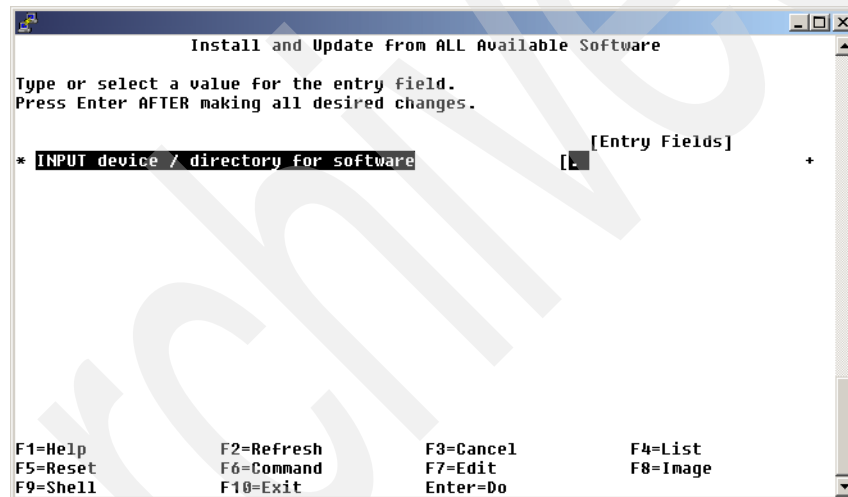 Install and Update from ALL Available Software
Type or select a value for the entry field.
Press Enter AFTER making all desired changes.
[Entry Fields]
* INPUT device / directory for software [. +
F1=Help F2=Refresh F3=Cancel F4=List
F5=Reset F6=Command F7=Edit F8=Image
F9=Shell F10=Exit Enter=Do